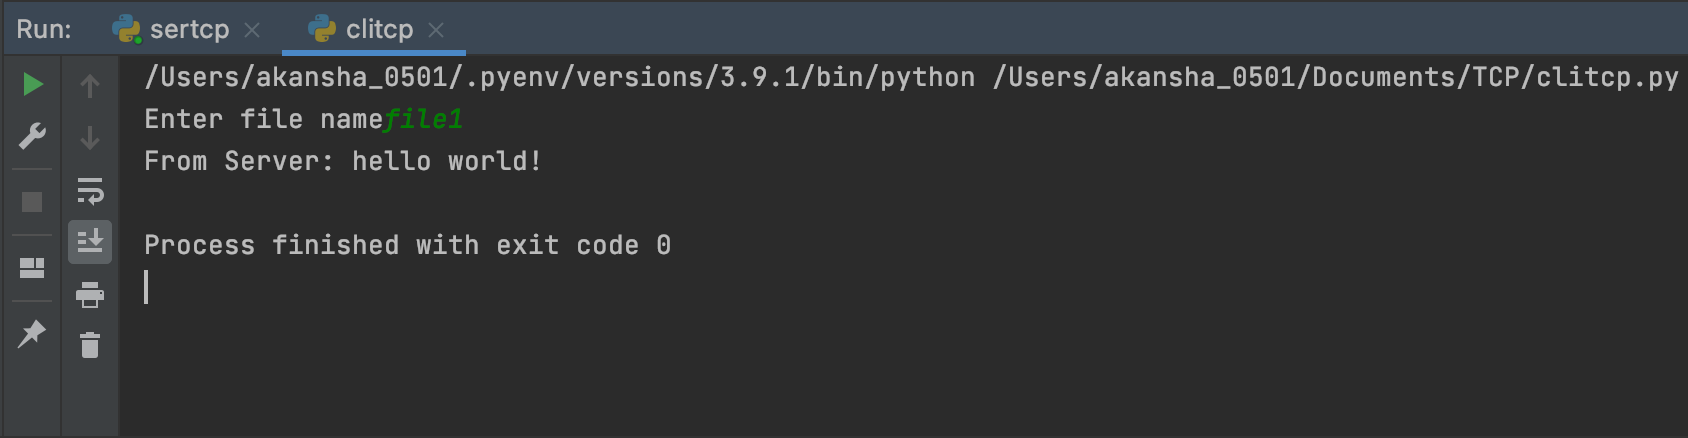 Run: sertcp clitcp
/Users/akansha_0501/.pyenv/versions/3.9.1/bin/python /Users/akansha_0501/Documents/TCP/clitcp.py
Enter file namefile1
From Server: hello world!
Process finished with exit code 0